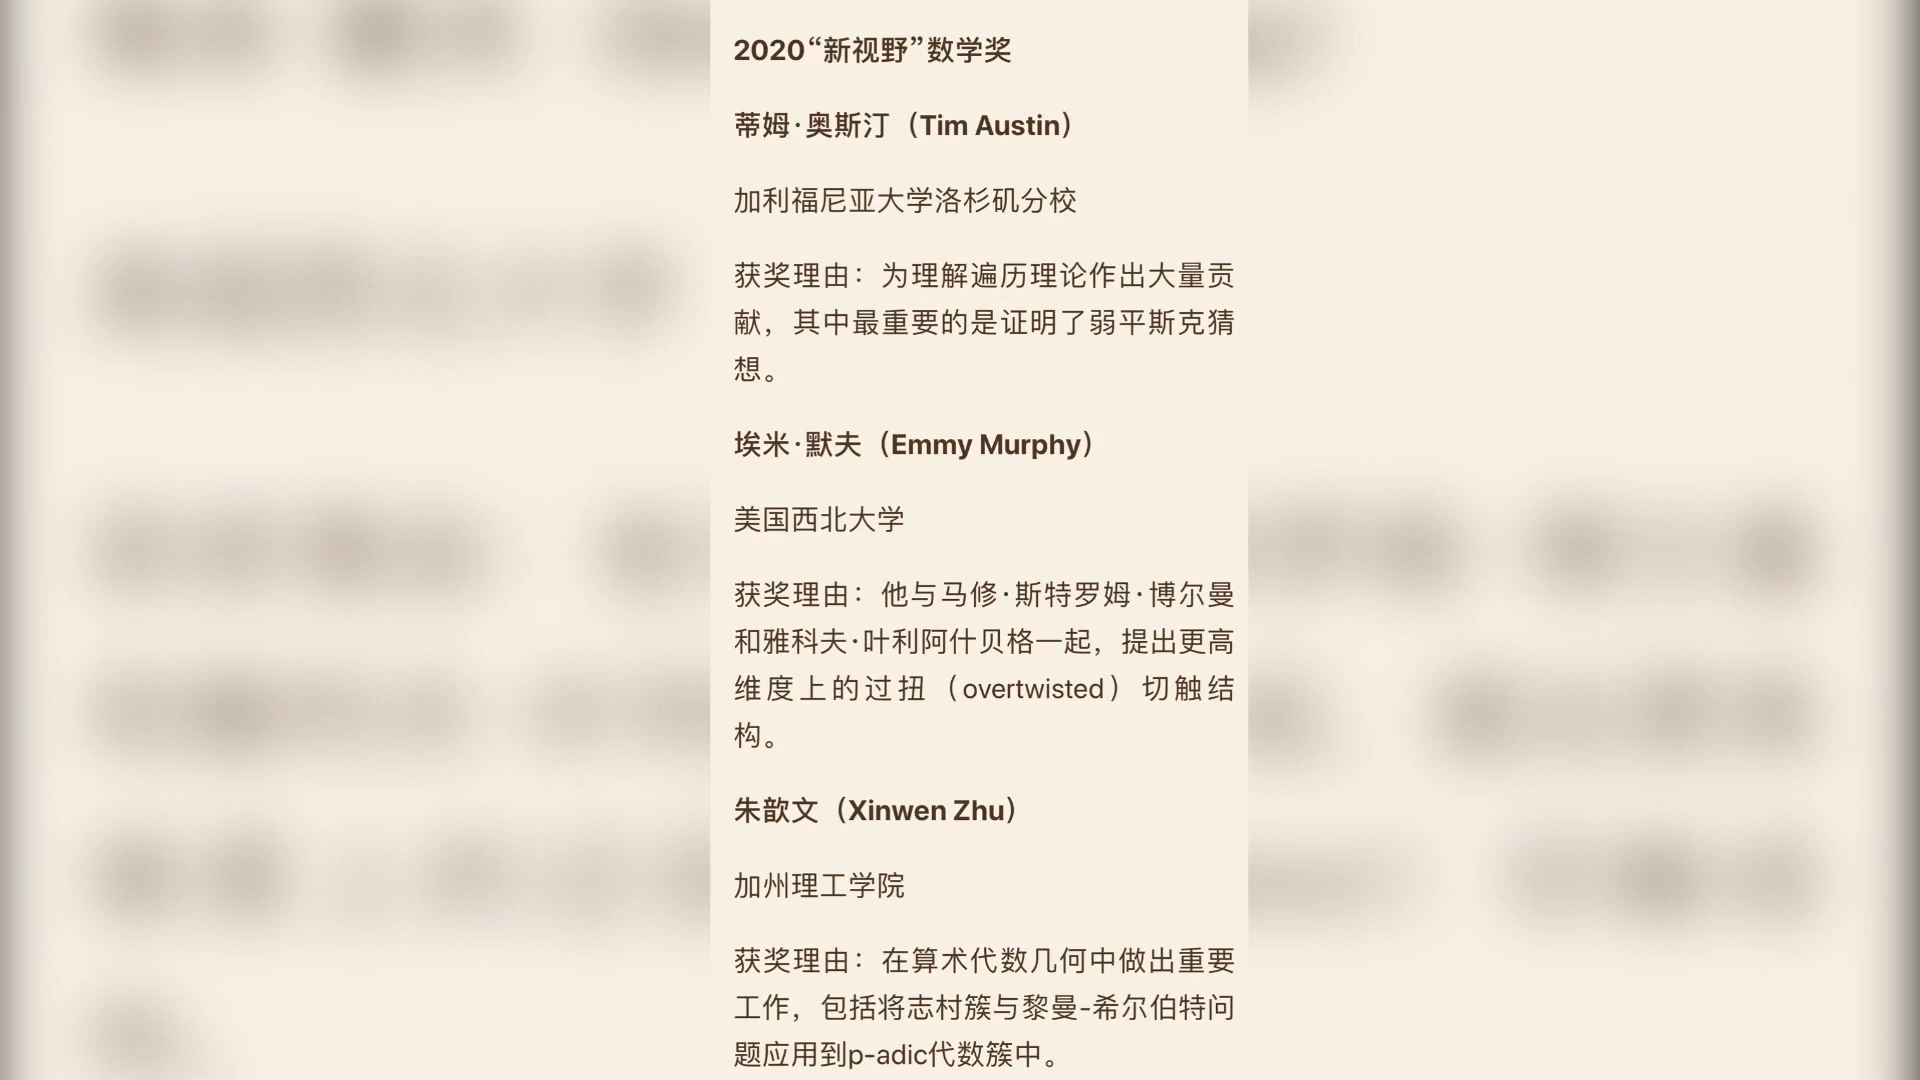 2020“新视野”数学奖
蒂姆·奥斯汀（Tim Austin）
加利福尼亚大学洛杉矶分校
获奖理由：为理解遍历理论作出大量贡
献，其中最重要的是证明了弱平斯克猜
想。
埃米·默夫（Emmy Murphy）
美国西北大学
获奖理由：他与马修·斯特罗姆·博尔曼
和雅科夫·叶利阿什贝格一起，提出更高
维度上的过扭（overtwisted）切触结
构。
朱歆文（Xinwen Zhu）
加州理工学院
获奖理由：在算术代数几何中做出重要
工作，包括将志村簇与黎曼-希尔伯特问
题应用到p-adic代数簇中。